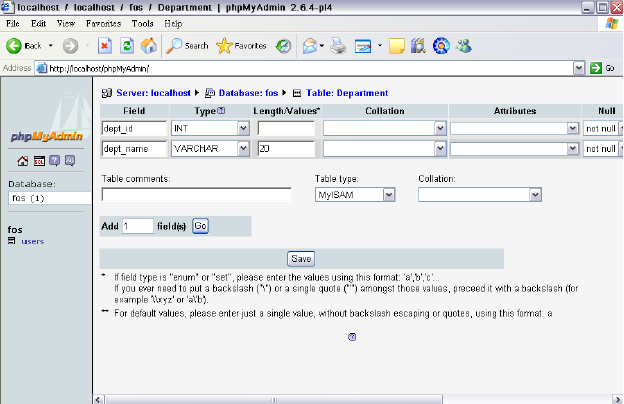 localhost / localhost / fos / Department | phpMyAdmin 2.6.4-pl4
File Edit View Favorites Tools Help
Back Search Favorites
Address http://localhost/phpMyAdmin/ Go
phpMyAdmin
SQL
Database:
fos (1)
fos
users
Server: localhost Database: fos Table: Department
Field Type Length/Values* Collation Attributes Null
dept_id INT not null
dept_name VARCHAR 20 not null
Table comments: Table type: Collation:
MyISAM
Add 1 field(s) Go
Save
* If field type is "enum" or "set", please enter the values using this format: 'a','b','c'...
If you ever need to put a backslash ("\") or a single quote ("'") amongst those values, preceed it with a backslash (for
example '\\xyz' or 'a\'b').
** For default values, please enter just a single value, without backslash escaping or quotes, using this format: a